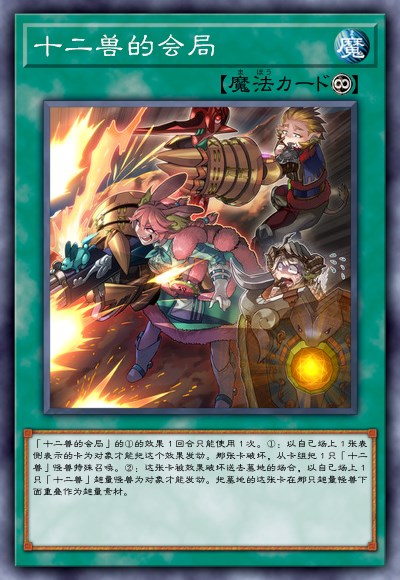 十二兽的会局
魔
【魔法カード】
まほう
「十二兽的会局」的①的效果1回合只能使用1次。①：以自己场上1张表
侧表示的卡为对象才能把这个效果发动。那张卡破坏，从卡组把1只「十二
兽」怪兽特殊召唤。②：这张卡被效果破坏送去墓地的场合，以自己场上1
只「十二兽」超量怪兽为对象才能发动。把墓地的这张卡在那只超量怪兽下
面重叠作为超量素材。